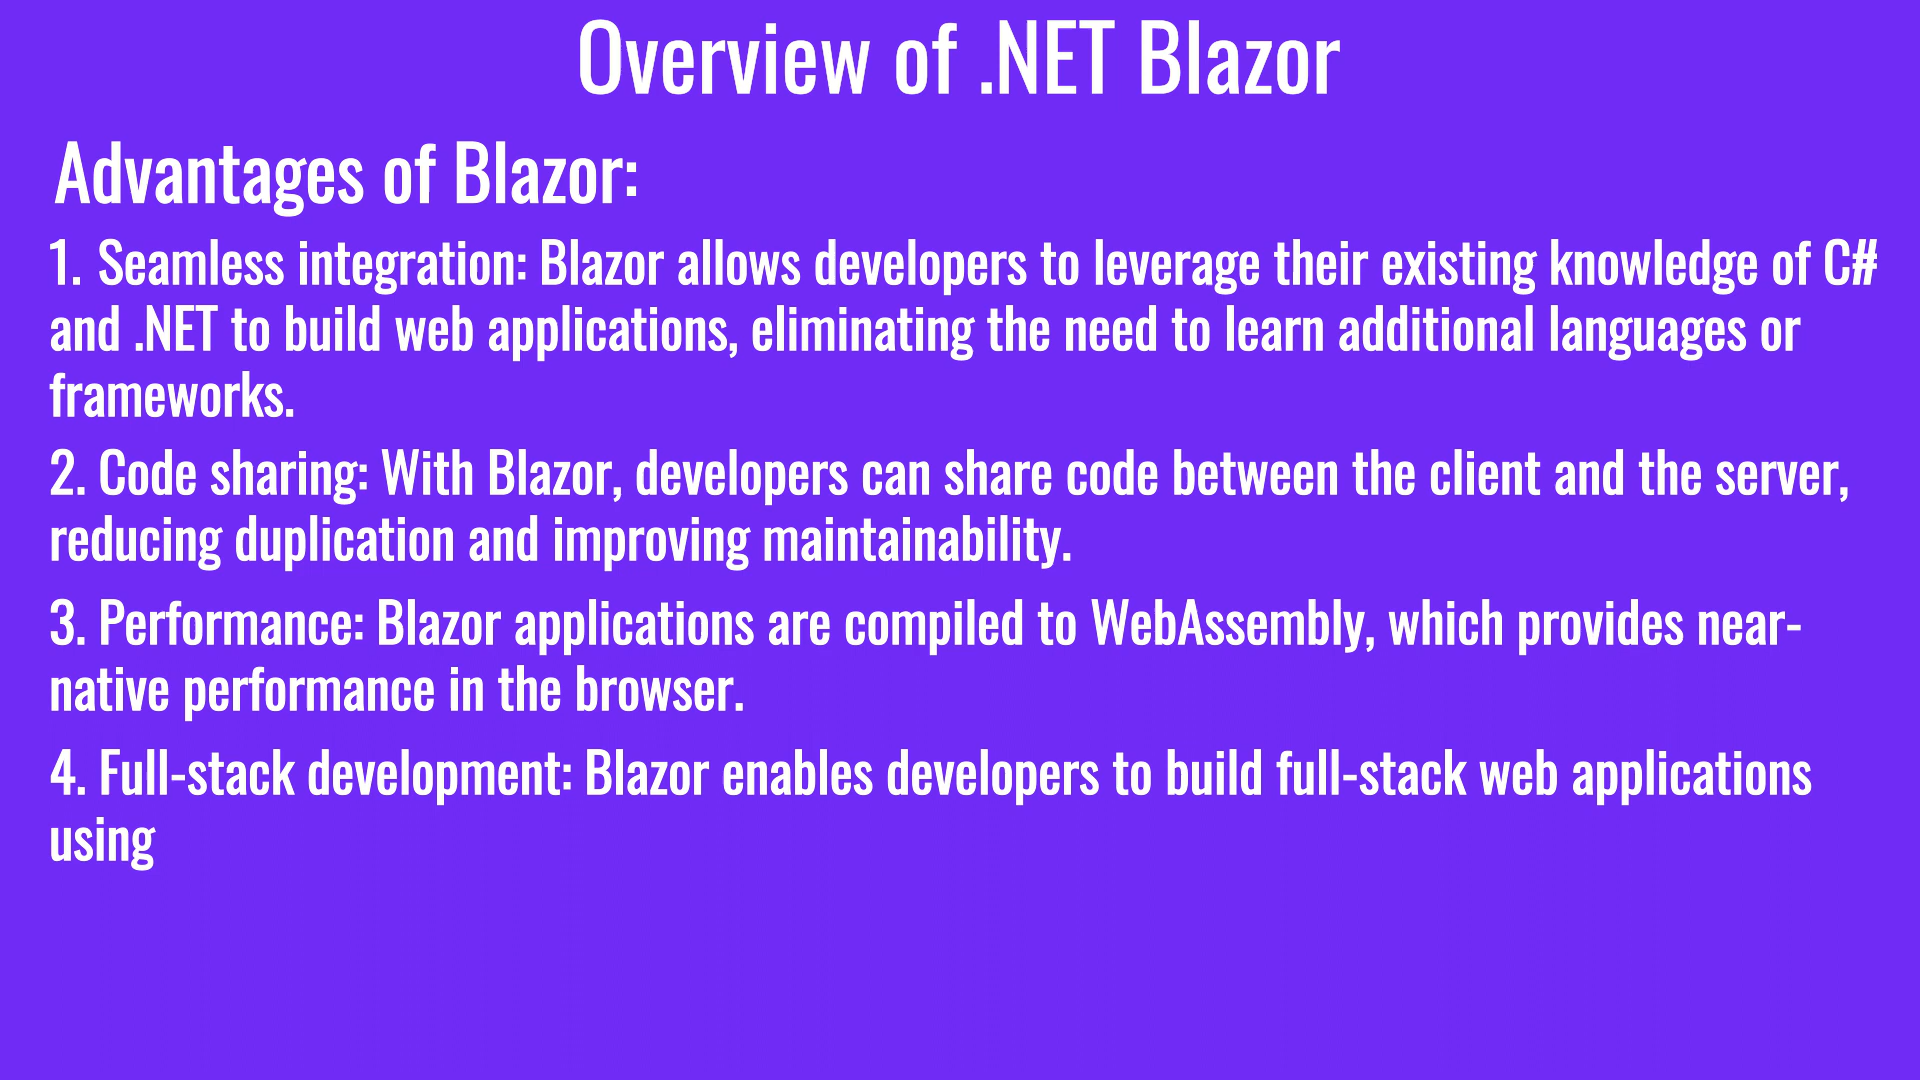 Overview of .NET Blazor
Advantages of Blazor:
1. Seamless integration: Blazor allows developers to leverage their existing knowledge of C#
and .NET to build web applications, eliminating the need to learn additional languages or
frameworks.
2. Code sharing: With Blazor, developers can share code between the client and the server,
reducing duplication and improving maintainability.
3. Performance: Blazor applications are compiled to WebAssembly, which provides near-
native performance in the browser.
4. Full-stack development: Blazor enables developers to build full-stack web applications
using